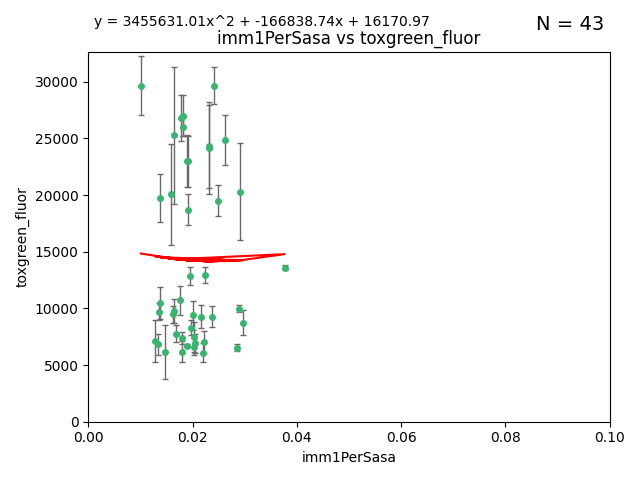 y = 3455631.01x^2 + -166838.74x + 16170.97
N = 43
imm1PerSasa vs toxgreen_fluor
30000
25000
20000
15000
10000
5000
0
toxgreen_fluor
0.00
0.02
0.04
0.06
0.08
0.10
imm1PerSasa